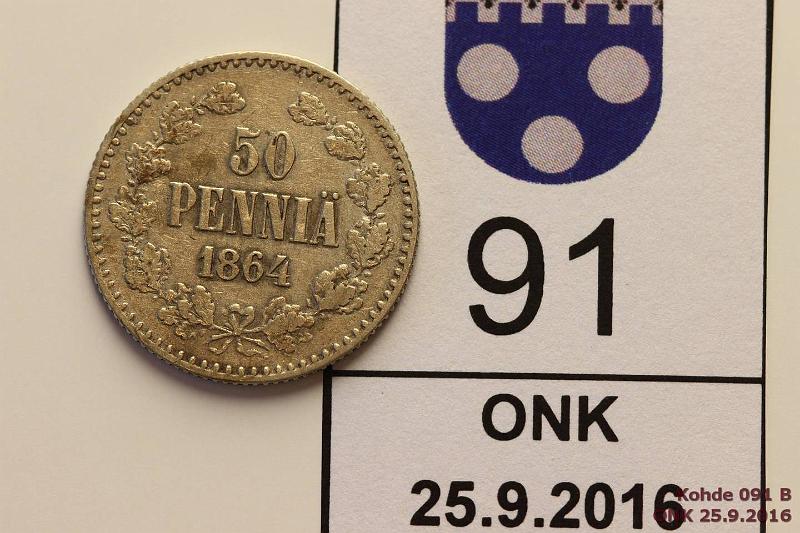 50
PENNIÄ
1864
91
ONK
25.9.2016
Kohde 091 B
ONK 25.9.2016